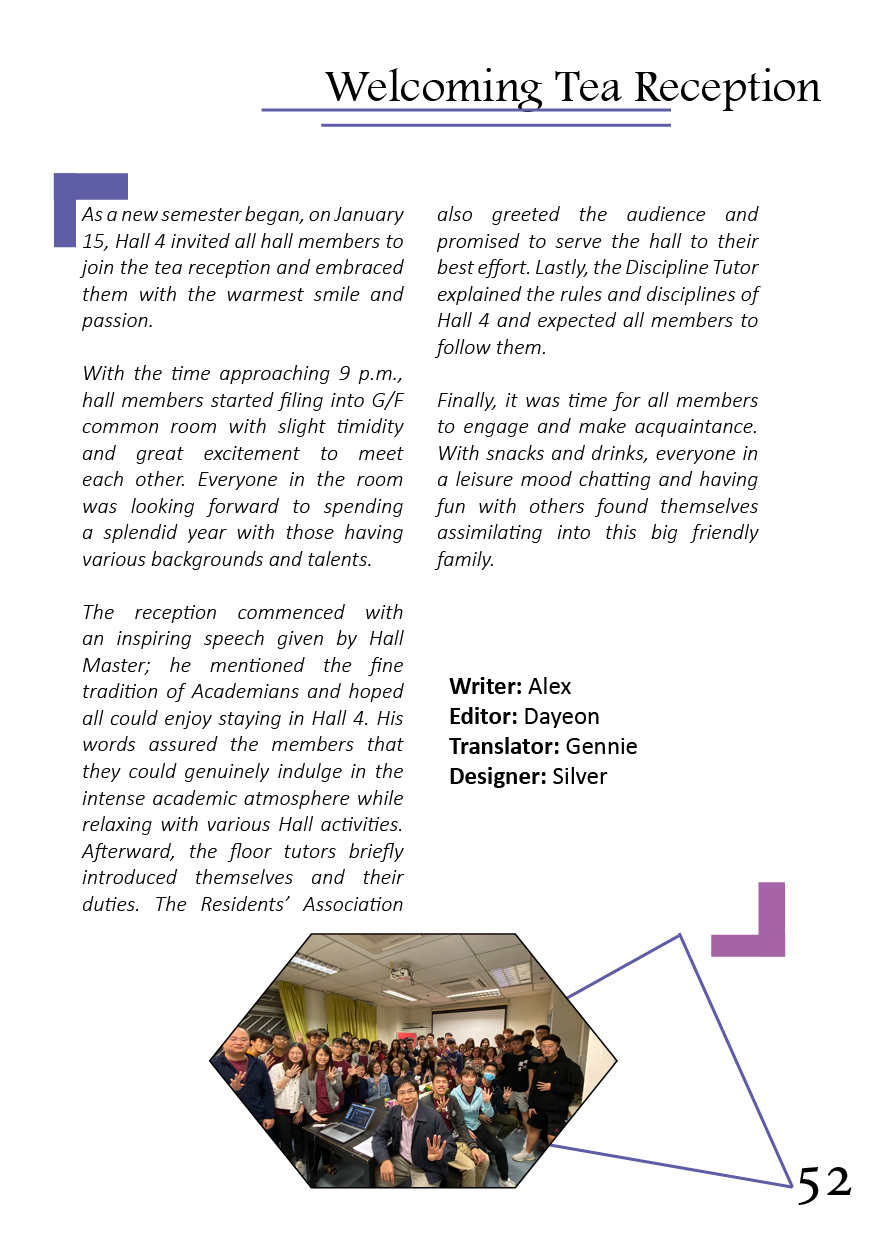 Welcoming Tea Reception
As a new semester began, on January
15, Hall 4 invited all hall members to
join the tea reception and embraced
them with the warmest smile and
passion.
With the time approaching 9 p.m.,
hall members started filing into G/F
common room with slight timidity
and great excitement to meet
each other. Everyone in the room
was looking forward to spending
a splendid year with those having
various backgrounds and talents.
The reception commenced with
an inspiring speech given by Hall
Master; he mentioned the fine
tradition of Academians and hoped
all could enjoy staying in Hall 4. His
words assured the members that
they could genuinely indulge in the
intense academic atmosphere while
relaxing with various Hall activities.
Afterward, the floor tutors briefly
introduced themselves and their
duties. The Residents’ Association
also greeted the audience and
promised to serve the hall to their
best effort. Lastly, the Discipline Tutor
explained the rules and disciplines of
Hall 4 and expected all members to
follow them.
Finally, it was time for all members
to engage and make acquaintance.
With snacks and drinks, everyone in
a leisure mood chatting and having
fun with others found themselves
assimilating into this big friendly
family.
Writer: Alex
Editor: Dayeon
Translator: Gennie
Designer: Silver
52